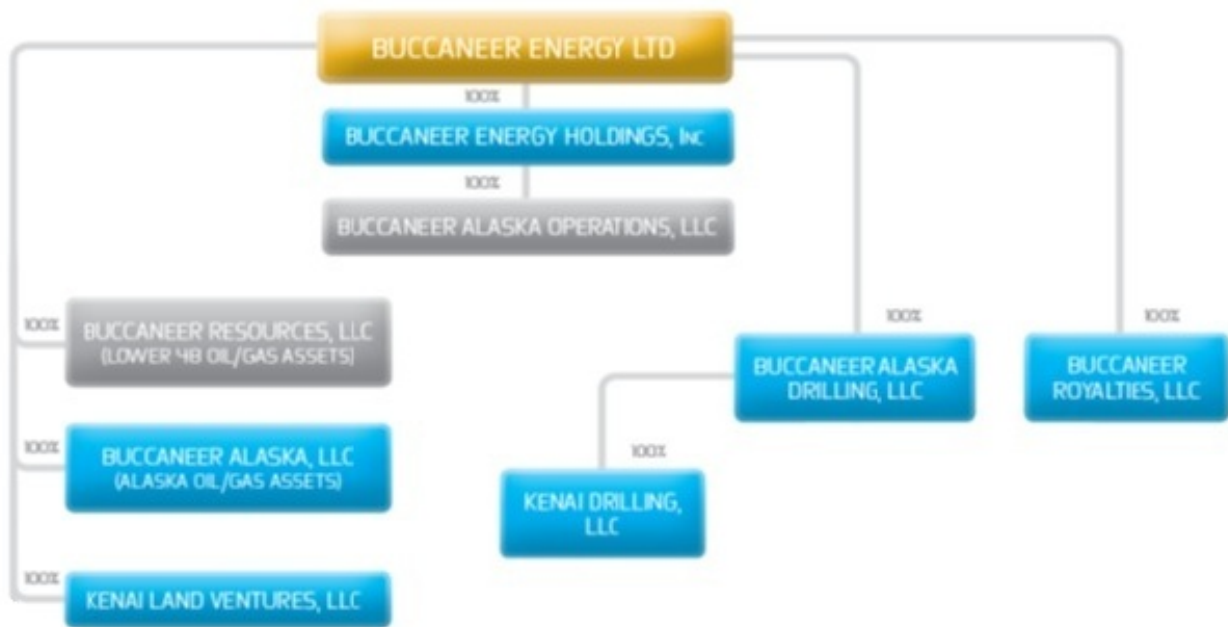 BUCCANEER ENERGY LTD
100%
BUCCANEER ENERGY HOLDINGS, INC
100%
BUCCANEER ALASKA OPERATIONS, LLC
100%
BUCCANEER RESOURCES, LLC
(LOWER 48 OIL/GAS ASSETS)
100%
BUCCANEER ALASKA, LLC
(ALASKA OIL/GAS ASSETS)
100%
KENAI LAND VENTURES, LLC
100%
BUCCANEER ALASKA
DRILLING, LLC
100%
KENAI DRILLING,
LLC
100%
BUCCANEER
ROYALTIES, LLC